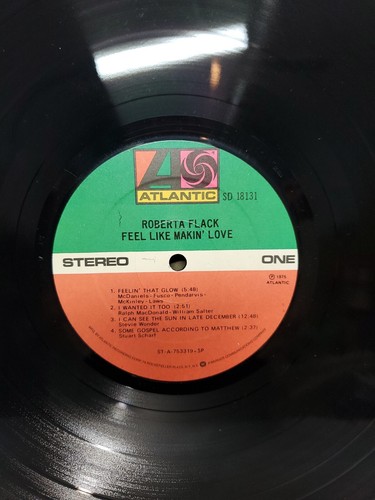 ATLANTIC SD 18131
ROBERTA FLACK
FEEL LIKE MAKIN' LOVE
STEREO ONE
℗ 1975
ATLANTIC
1. FEELIN' THAT GLOW (5:48)
McDaniels - Fusco - Pendarvis -
McKinley - Laws
2. I WANTED IT TOO (2:51)
Ralph MacDonald - William Salter
3. I CAN SEE THE SUN IN LATE DECEMBER (12:48)
Stevie Wonder
4. SOME GOSPEL ACCORDING TO MATTHEW (2:37)
Stuart Scharf
ST-A-753319-SP